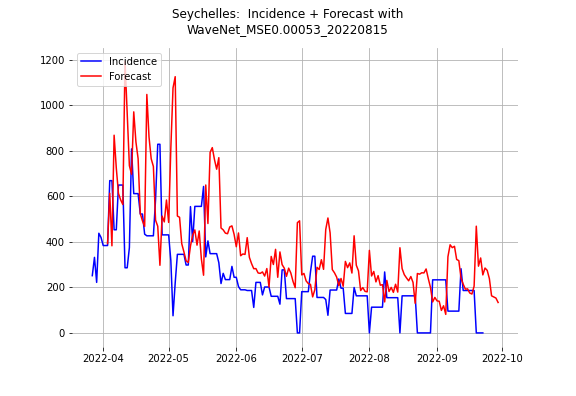 Seychelles:  Incidence + Forecast with
WaveNet_MSE0.00053_20220815
Incidence
Forecast
1200
1000
800
600
400
200
0
2022-04 2022-05 2022-06 2022-07 2022-08 2022-09 2022-10